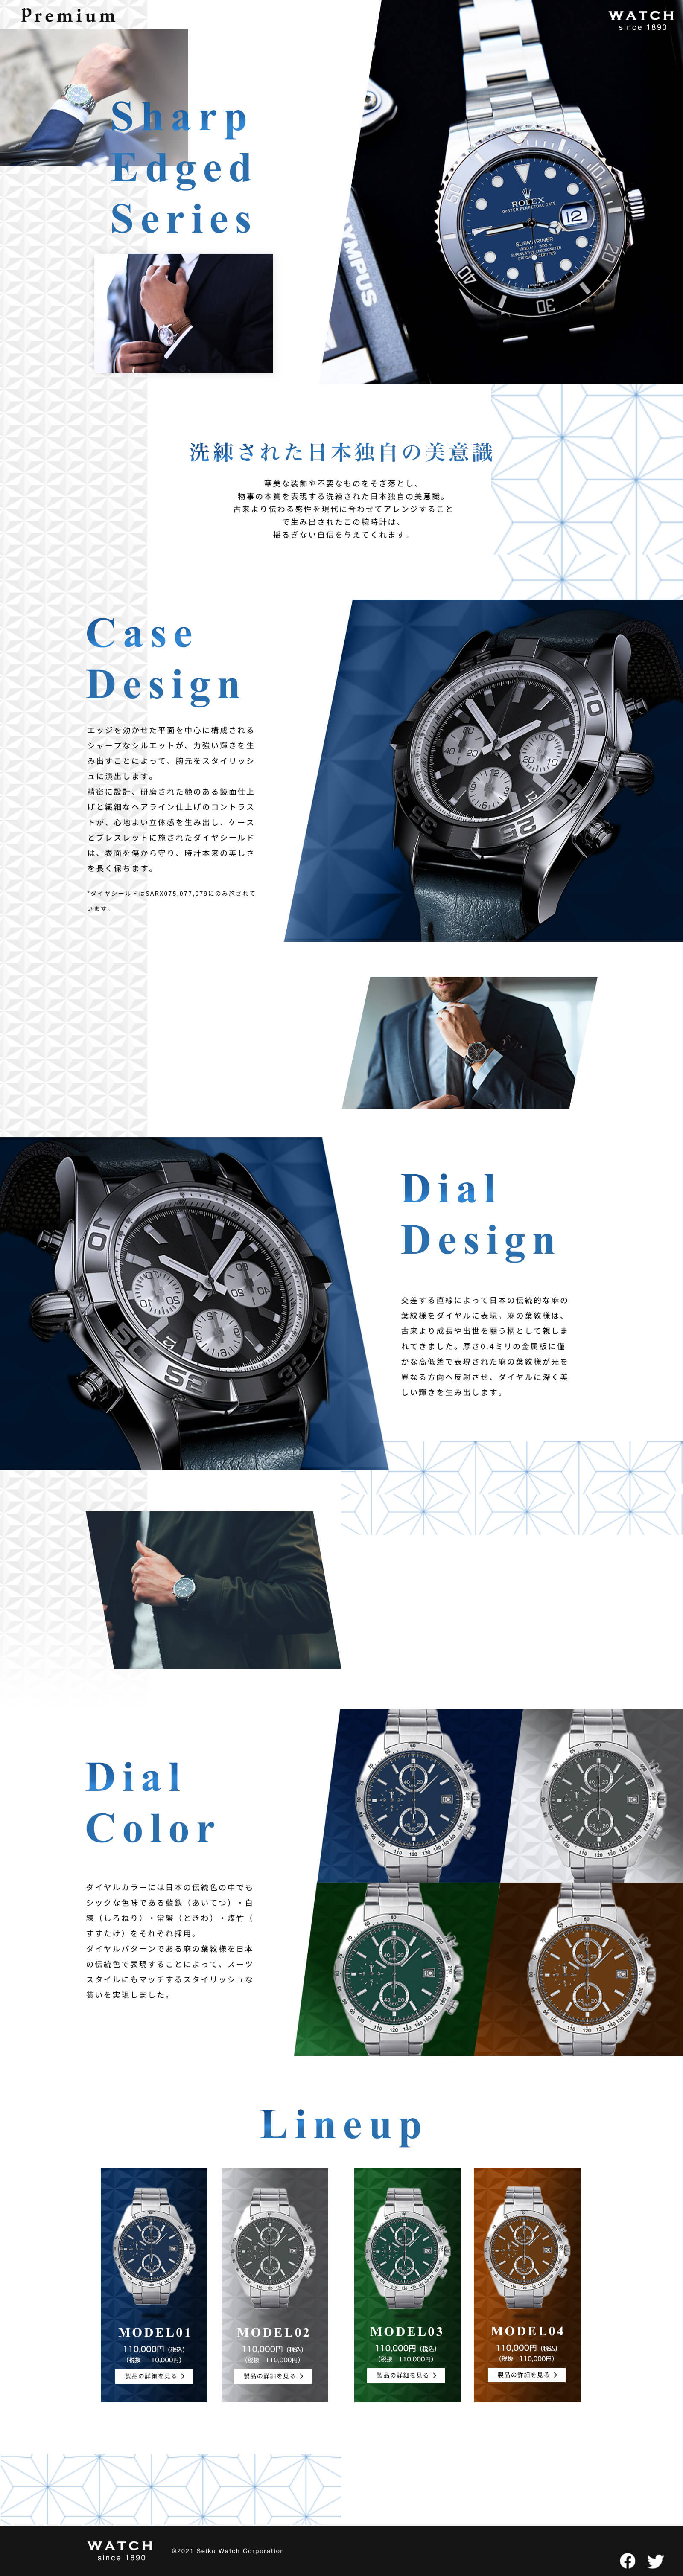 Premium
WATCH
since 1890
Sharp
Edged
Series
YMPUS
ROLEX
OYSTER PERPETUAL DATE
12
SUBMARINER
1000ft = 300m
SUPERLATIVE CHRONOMETER
OFFICIALLY CERTIFIED
50
20
40
30
洗練された日本独自の美意識
華美な装飾や不要なものをそぎ落とし、
物事の本質を表現する洗練された日本独自の美意識。
古来より伝わる感性を現代に合わせてアレンジすること
で生み出されたこの腕時計は、
揺るぎない自信を与えてくれます。
Case
Design
エッジを効かせた平面を中心に構成される
シャープなシルエットが、力強い輝きを生
み出すことによって、腕元をスタイリッシ
ュに演出します。
精密に設計、研磨された艶のある鏡面仕上
げと繊細なヘアライン仕上げのコントラス
トが、心地よい立体感を生み出し、ケース
とブレスレットに施されたダイヤシールド
は、表面を傷から守り、時計本来の美しさ
を長く保ちます。
*ダイヤシールドはSARX075,077,079にのみ施されて
います。
Dial
Design
交差する直線によって日本の伝統的な麻の
葉紋様をダイヤルに表現。麻の葉紋様は、
古来より成長や出世を願う柄として親しま
れてきました。厚さ0.4ミリの金属板に僅
かな高低差で表現された麻の葉紋様が光を
異なる方向へ反射させ、ダイヤルに深く美
しい輝きを生み出します。
Dial
Color
ダイヤルカラーには日本の伝統色の中でも
シックな色味である藍鉄（あいてつ）・白
練（しろねり）・常盤（ときわ）・煤竹（
すすたけ）をそれぞれ採用。
ダイヤルパターンである麻の葉紋様を日本
の伝統色で表現することによって、スーツ
スタイルにもマッチするスタイリッシュな
装いを実現しました。
Lineup
MODEL01
110,000円（税込）
（税抜　110,000円）
製品の詳細を見る
MODEL02
110,000円（税込）
（税抜　110,000円）
製品の詳細を見る
MODEL03
110,000円（税込）
（税抜　110,000円）
製品の詳細を見る
MODEL04
110,000円（税込）
（税抜　110,000円）
製品の詳細を見る
WATCH
since 1890
©2021 Seiko Watch Corporation